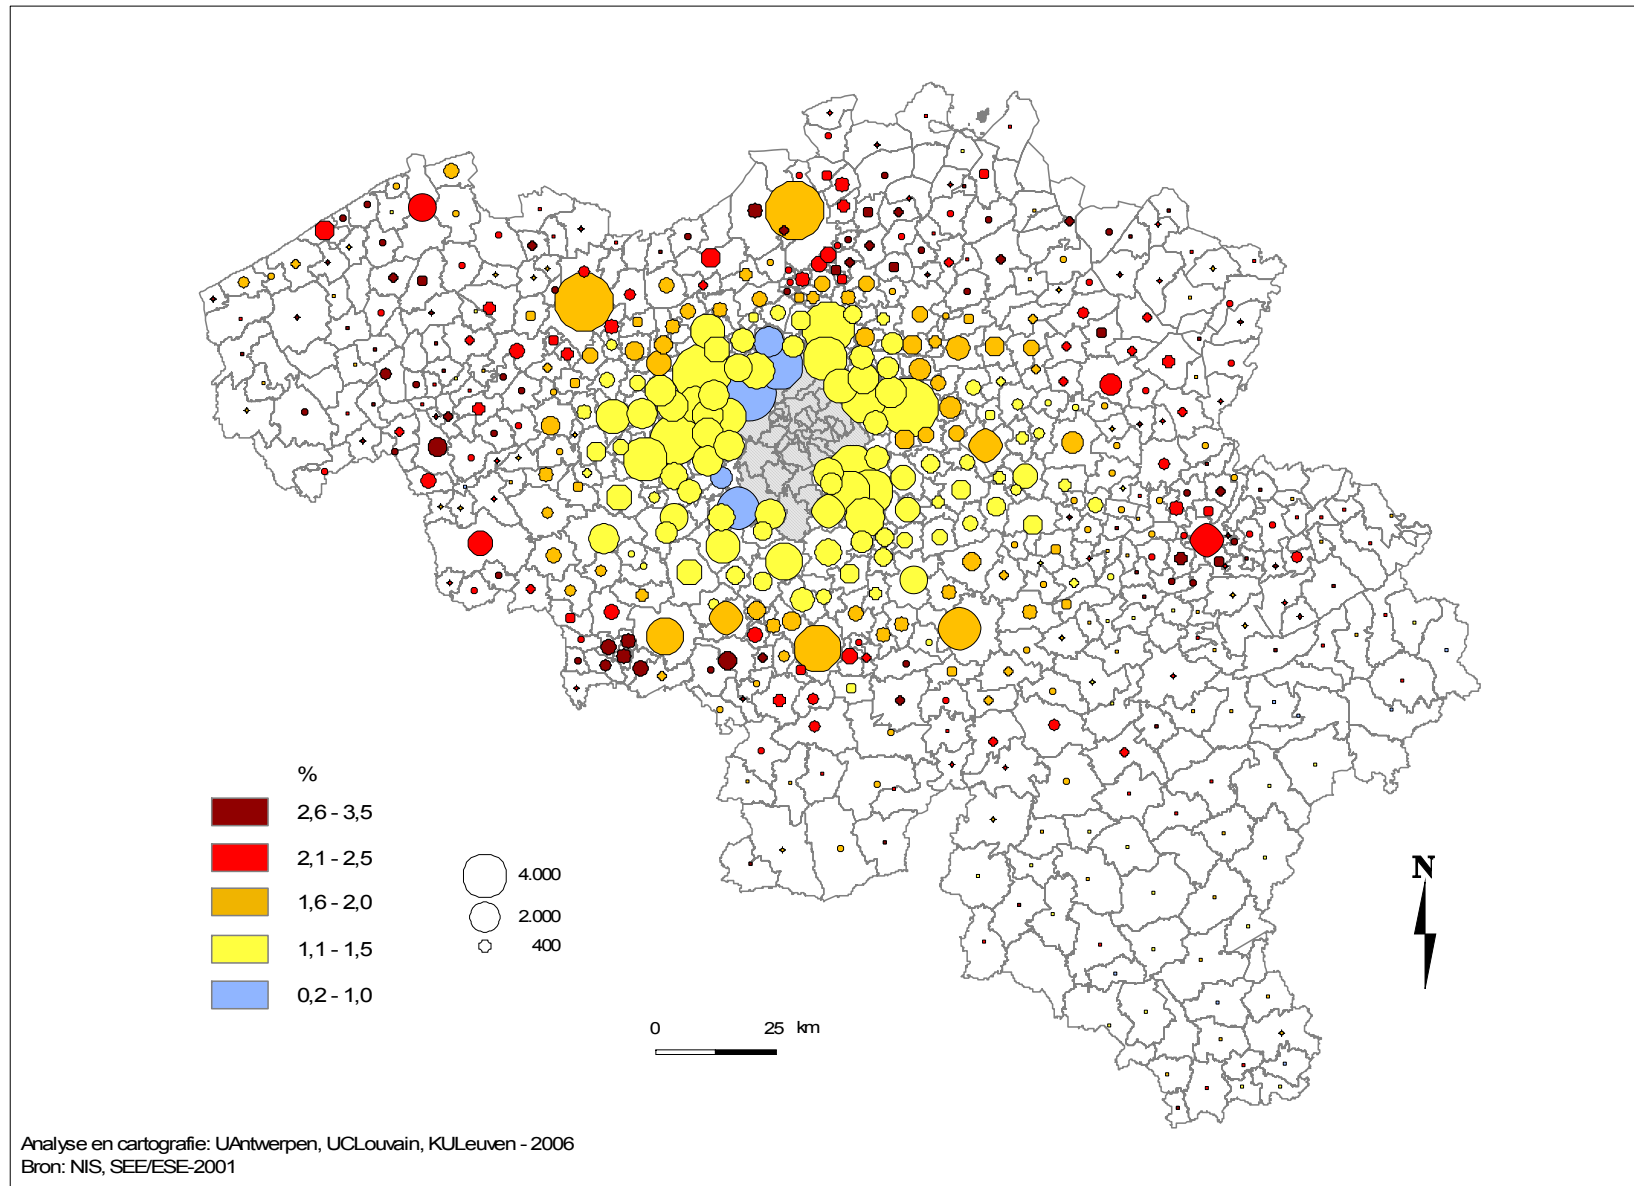 %
2,6 - 3,5
2,1 - 2,5
1,6 - 2,0
1,1 - 1,5
0,2 - 1,0
4.000
2.000
400
0 25 km
N
Analyse en cartografie: UAntwerpen, UCLouvain, KULeuven - 2006
Bron: NIS, SEE/ESE-2001